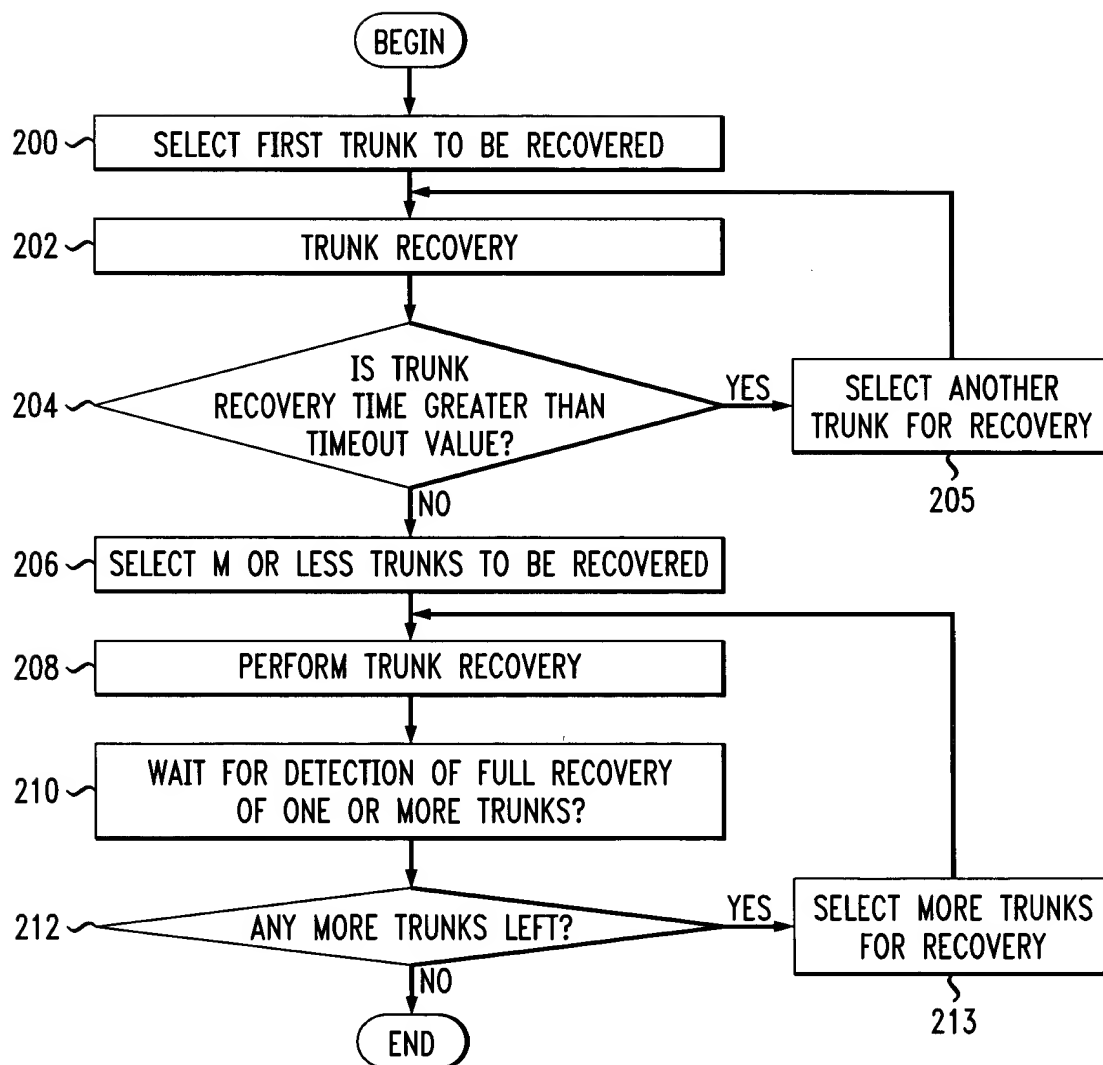 BEGIN
200
SELECT FIRST TRUNK TO BE RECOVERED
202
TRUNK RECOVERY
204
IS TRUNK
RECOVERY TIME GREATER THAN
TIMEOUT VALUE?
YES
SELECT ANOTHER
TRUNK FOR RECOVERY
205
NO
206
SELECT M OR LESS TRUNKS TO BE RECOVERED
208
PERFORM TRUNK RECOVERY
210
WAIT FOR DETECTION OF FULL RECOVERY
OF ONE OR MORE TRUNKS?
212
ANY MORE TRUNKS LEFT?
YES
SELECT MORE TRUNKS
FOR RECOVERY
213
NO
END